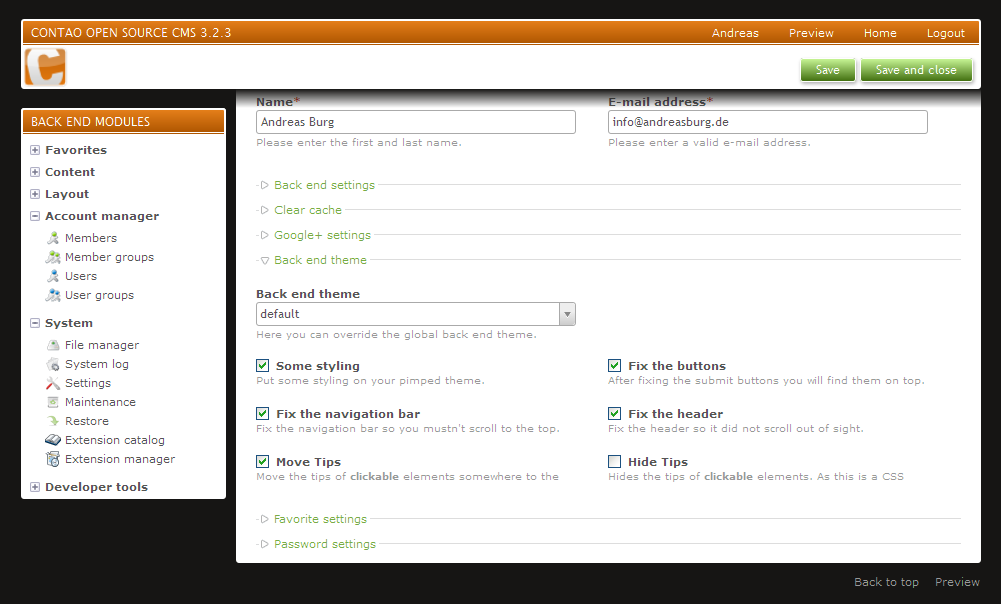 CONTAO OPEN SOURCE CMS 3.2.3
Andreas Preview Home Logout
Save Save and close
BACK END MODULES
Favorites
Content
Layout
Account manager
Members
Member groups
Users
User groups
System
File manager
System log
Settings
Maintenance
Restore
Extension catalog
Extension manager
Developer tools
Name* E-mail address*
Andreas Burg info@andreasburg.de
Please enter the first and last name. Please enter a valid e-mail address.
Back end settings
Clear cache
Google+ settings
Back end theme
Back end theme
default
Here you can override the global back end theme.
Some styling Fix the buttons
Put some styling on your pimped theme. After fixing the submit buttons you will find them on top.
Fix the navigation bar Fix the header
Fix the navigation bar so you mustn't scroll to the top. Fix the header so it did not scroll out of sight.
Move Tips Hide Tips
Move the tips of clickable elements somewhere to the Hides the tips of clickable elements. As this is a CSS
Favorite settings
Password settings
Back to top Preview